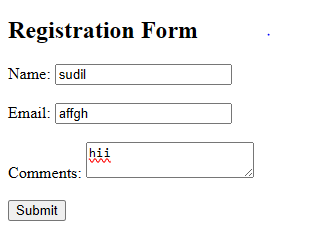 Registration Form
Name: sudil
Email: affgh
Comments: hii
Submit